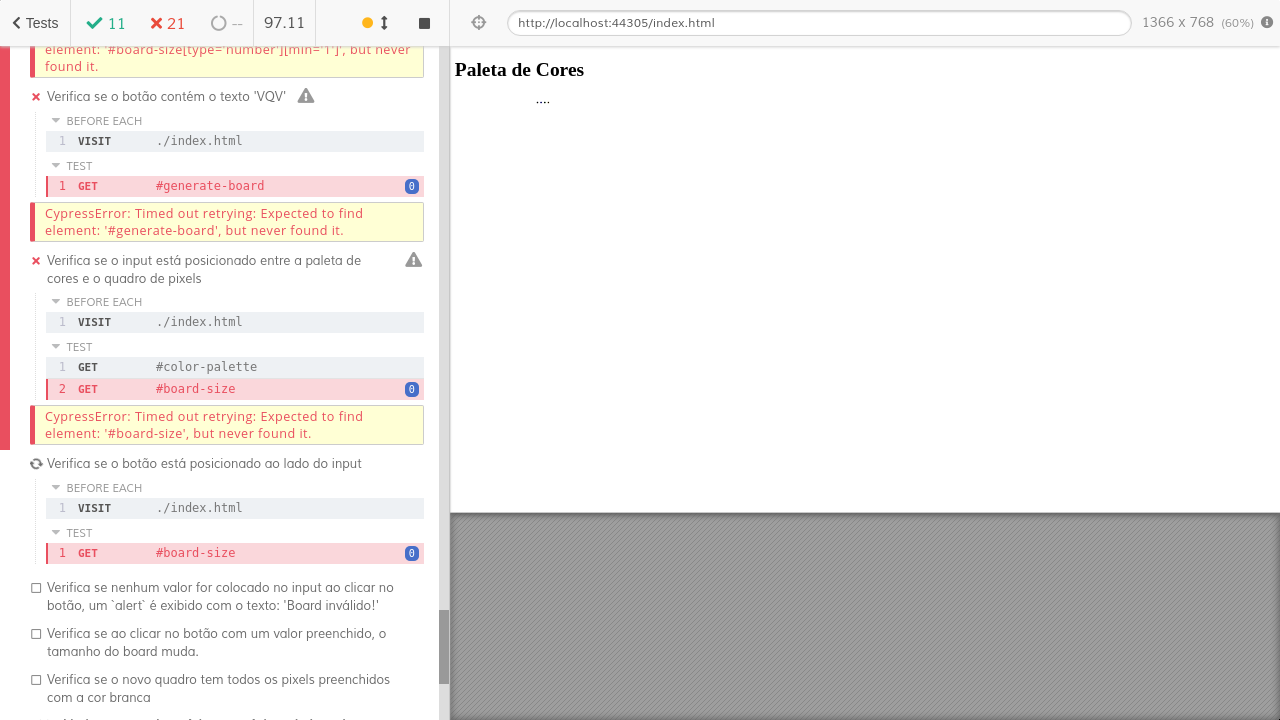 Tests 11 21 -- 97.11 http://localhost:44305/index.html 1366 x 768 (60%)
element: '#board-size[type='number'][min='1']', but never
found it.
Verifica se o botão contém o texto 'VQV'
BEFORE EACH
1 VISIT ./index.html
TEST
1 GET #generate-board 0
CypressError: Timed out retrying: Expected to find
element: '#generate-board', but never found it.
Verifica se o input está posicionado entre a paleta de
cores e o quadro de pixels
BEFORE EACH
1 VISIT ./index.html
TEST
1 GET #color-palette
2 GET #board-size 0
CypressError: Timed out retrying: Expected to find
element: '#board-size', but never found it.
Verifica se o botão está posicionado ao lado do input
BEFORE EACH
1 VISIT ./index.html
TEST
1 GET #board-size 0
Verifica se nenhum valor for colocado no input ao clicar no
botão, um `alert` é exibido com o texto: 'Board inválido!'
Verifica se ao clicar no botão com um valor preenchido, o
tamanho do board muda.
Verifica se o novo quadro tem todos os pixels preenchidos
com a cor branca
Paleta de Cores
....